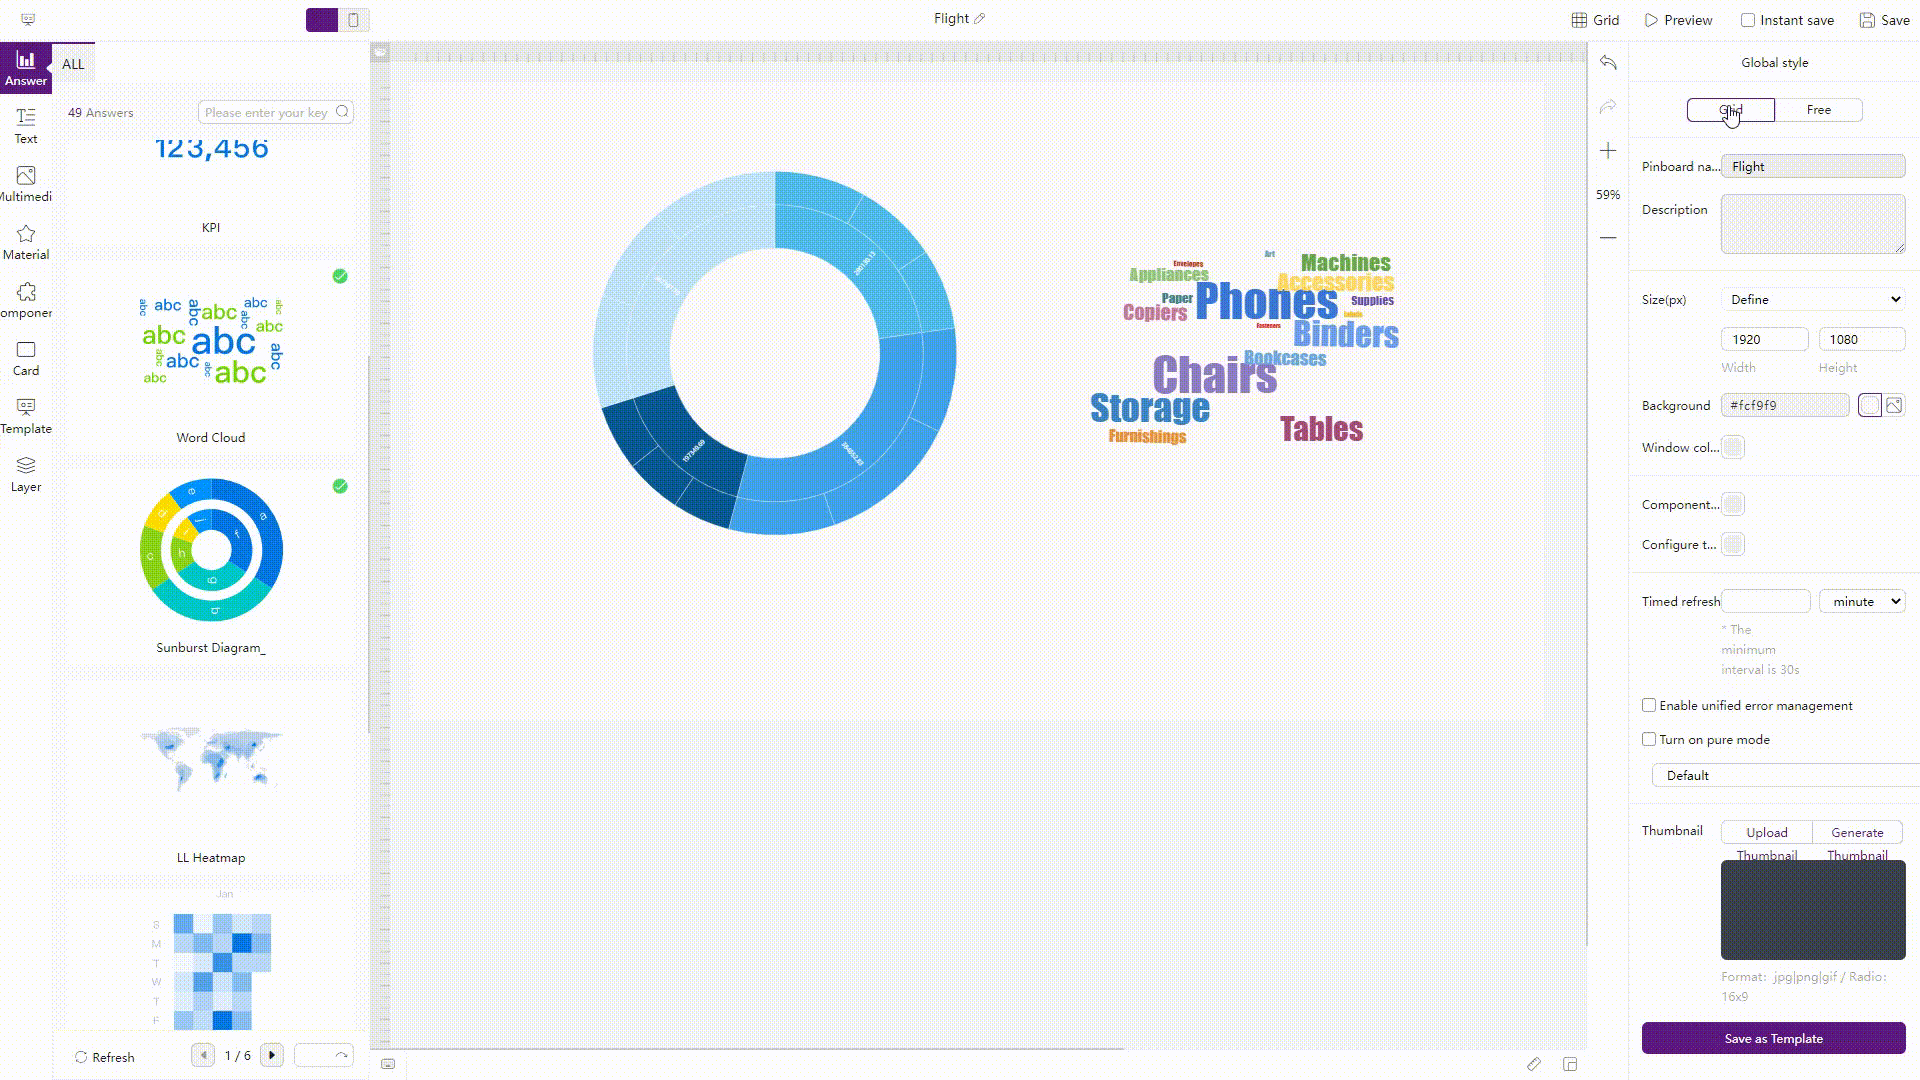 Flight
Grid
Preview
Instant save
Save
Answer
Text
Multimedi
Material
omponen
Card
Template
Layer
ALL
49 Answers
Please enter your key
123,456
KPI
abc abc abc abc abc
abc abc abc abc
abc abc abc abc
abc abc abc
Word Cloud
Sunburst Diagram_
LL Heatmap
Jan
S
M
T
W
T
F
Refresh
1 / 6
Art
Envelopes
Machines
Appliances
Accessories
Paper
Phones
Supplies
Copiers
Labels
Fasteners
Binders
Bookcases
Chairs
Storage
Furnishings
Tables
59%
Global style
Grid
Free
Pinboard na...
Flight
Description
Size(px)
Define
1920
1080
Width
Height
Background
#fcf9f9
Window col...
Component...
Configure t...
Timed refresh
minute
* The
minimum
interval is 30s
Enable unified error management
Turn on pure mode
Default
Thumbnail
Upload
Thumbnail
Generate
Thumbnail
Format: jpg|png|gif / Radio:
16x9
Save as Template